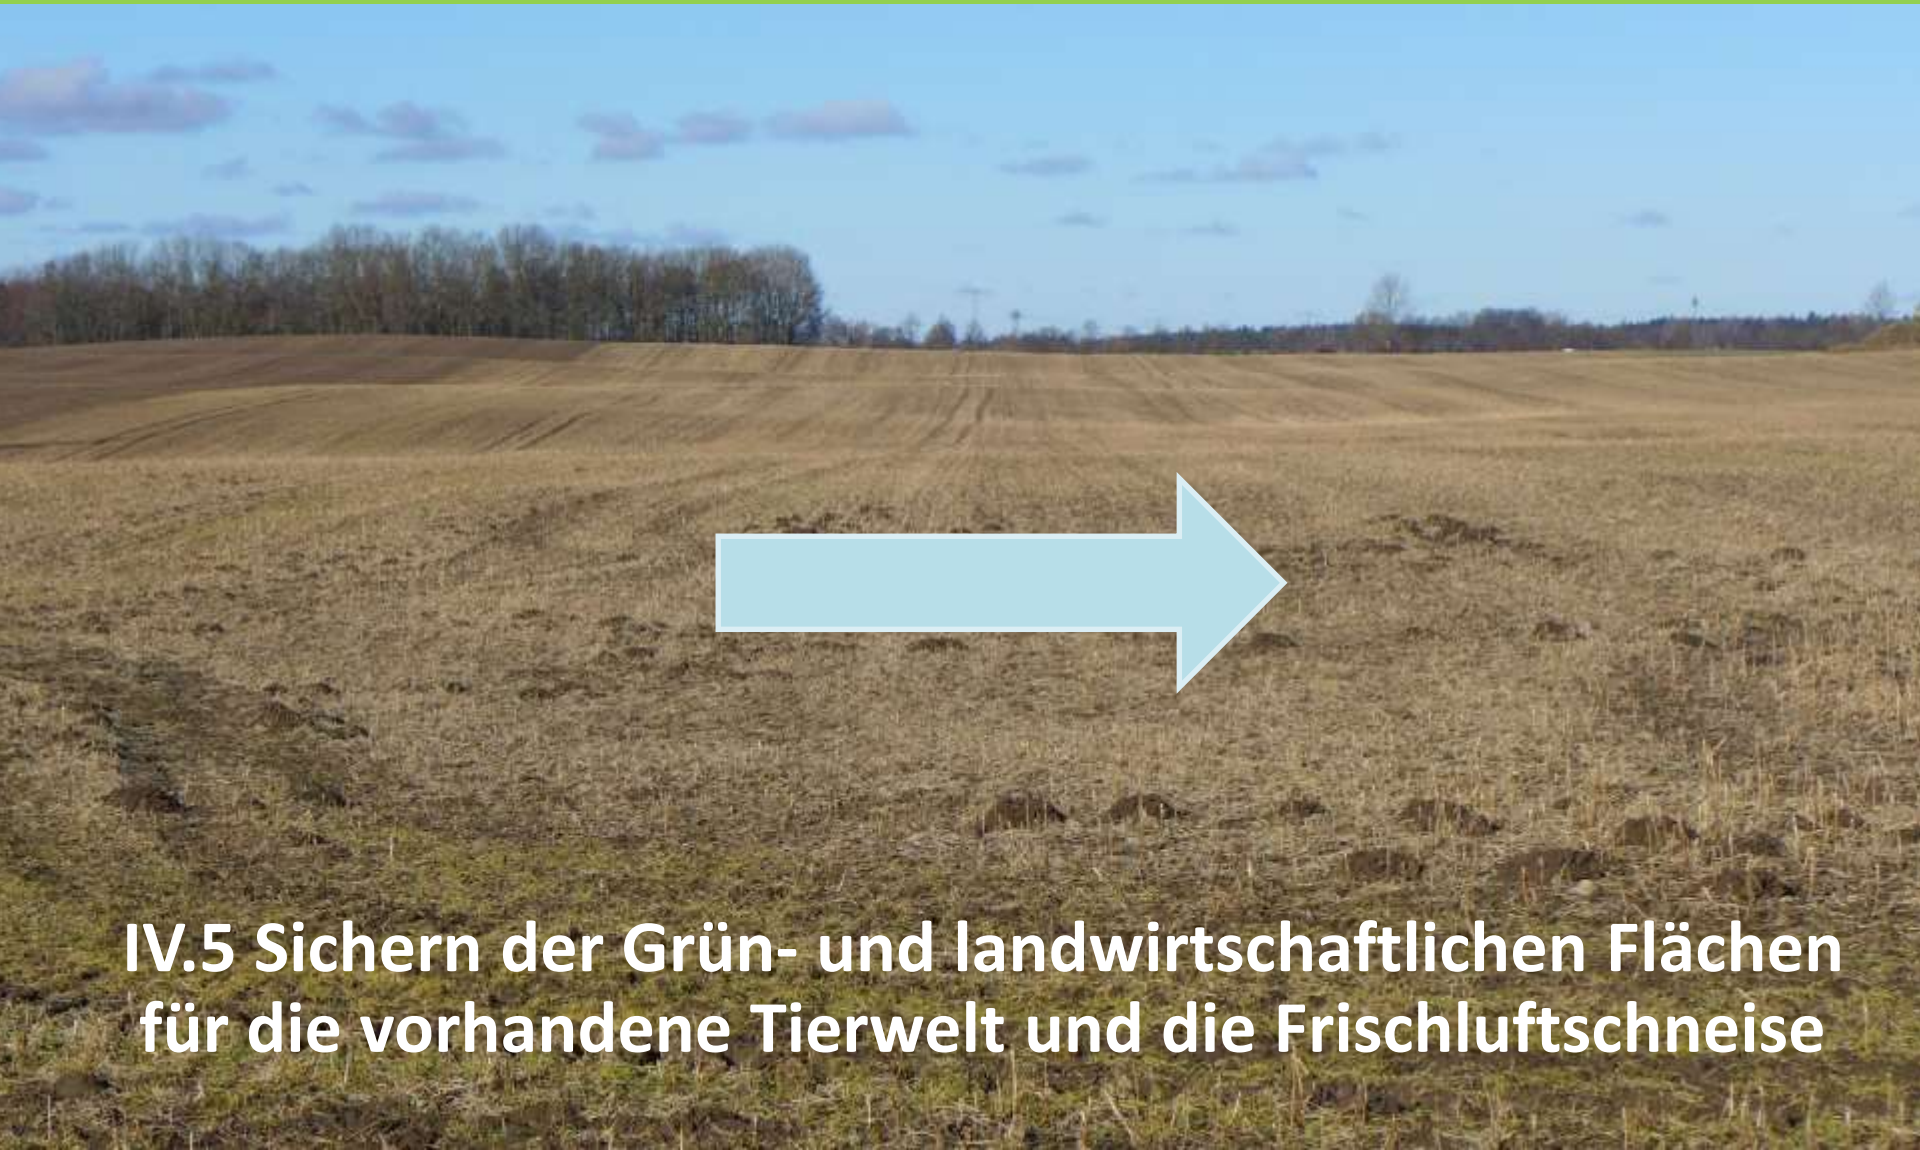 IV.5 Sichern der Grün- und landwirtschaftlichen Flächen
für die vorhandene Tierwelt und die Frischluftschneise